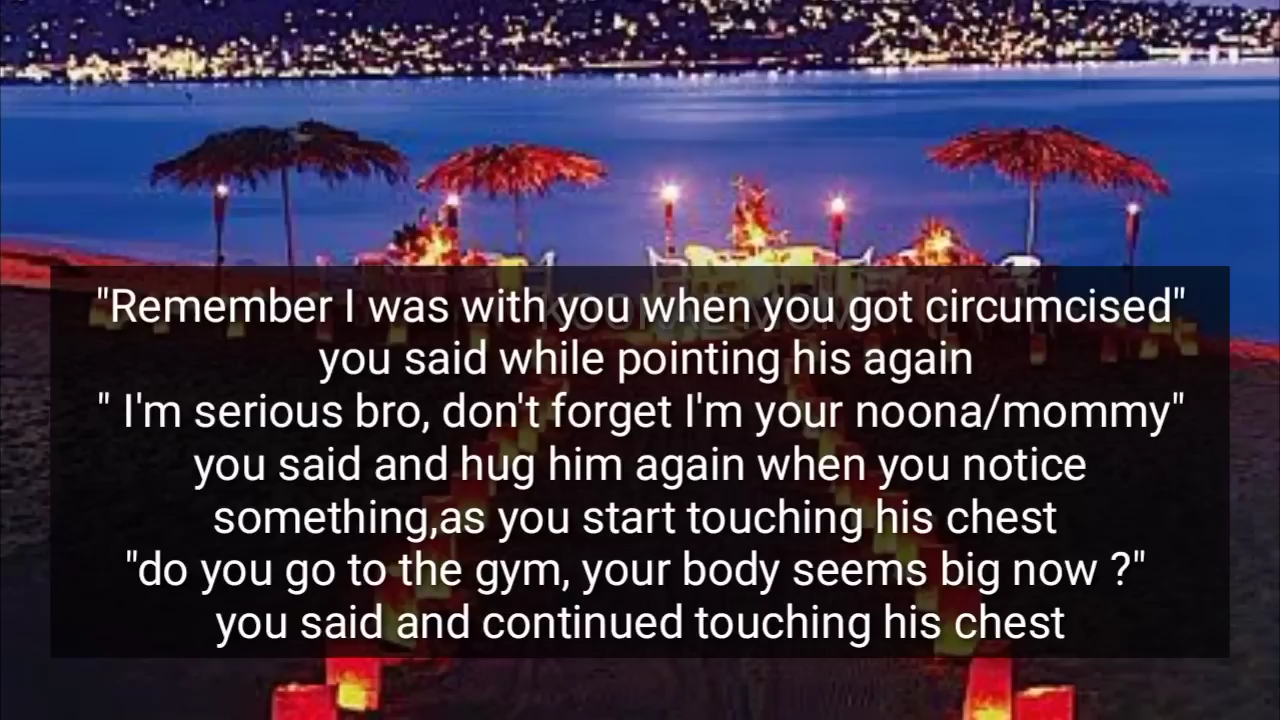 "Remember I was with you when you got circumcised"
you said while pointing his again
" I'm serious bro, don't forget I'm your noona/mommy"
you said and hug him again when you notice
something,as you start touching his chest
"do you go to the gym, your body seems big now ?"
you said and continued touching his chest